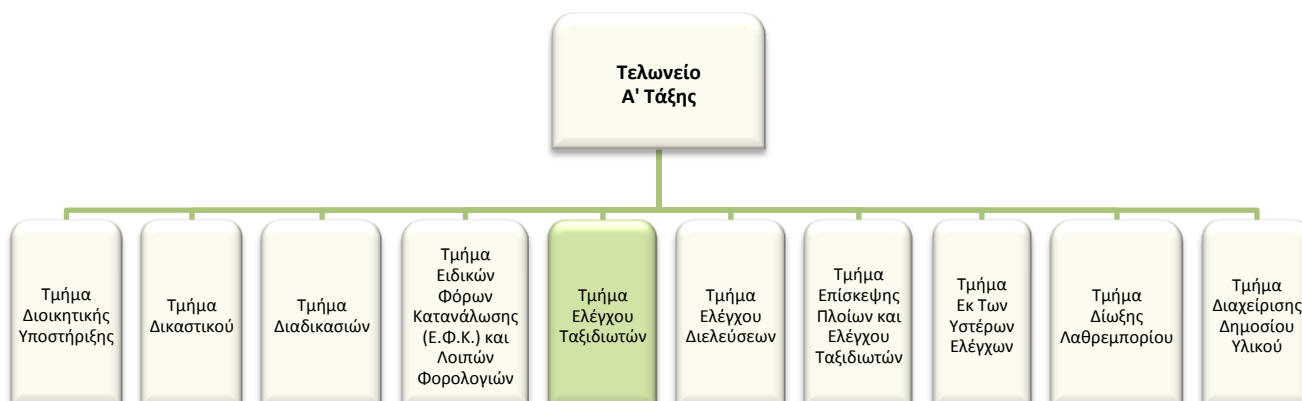 Τελωνείο
Α' Τάξης
Τμήμα
Διοικητικής
Υποστήριξης
Τμήμα
Δικαστικού
Τμήμα
Διαδικασιών
Τμήμα
Ειδικών
Φόρων
Κατανάλωσης
(Ε.Φ.Κ.) και
Λοιπών
Φορολογιών
Τμήμα
Ελέγχου
Ταξιδιωτών
Τμήμα
Ελέγχου
Διελεύσεων
Τμήμα
Επίσκεψης
Πλοίων και
Ελέγχου
Ταξιδιωτών
Τμήμα
Εκ Των
Υστέρων
Ελέγχων
Τμήμα
Δίωξης
Λαθρεμπορίου
Τμήμα
Διαχείρισης
Δημοσίου
Υλικού